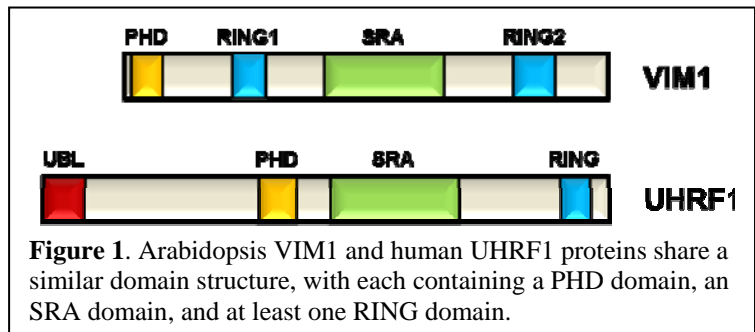 PHD RING1 SRA RING2
VIM1
UBL PHD SRA RING
UHRF1
Figure 1. Arabidopsis VIM1 and human UHRF1 proteins share a
similar domain structure, with each containing a PHD domain, an
SRA domain, and at least one RING domain.